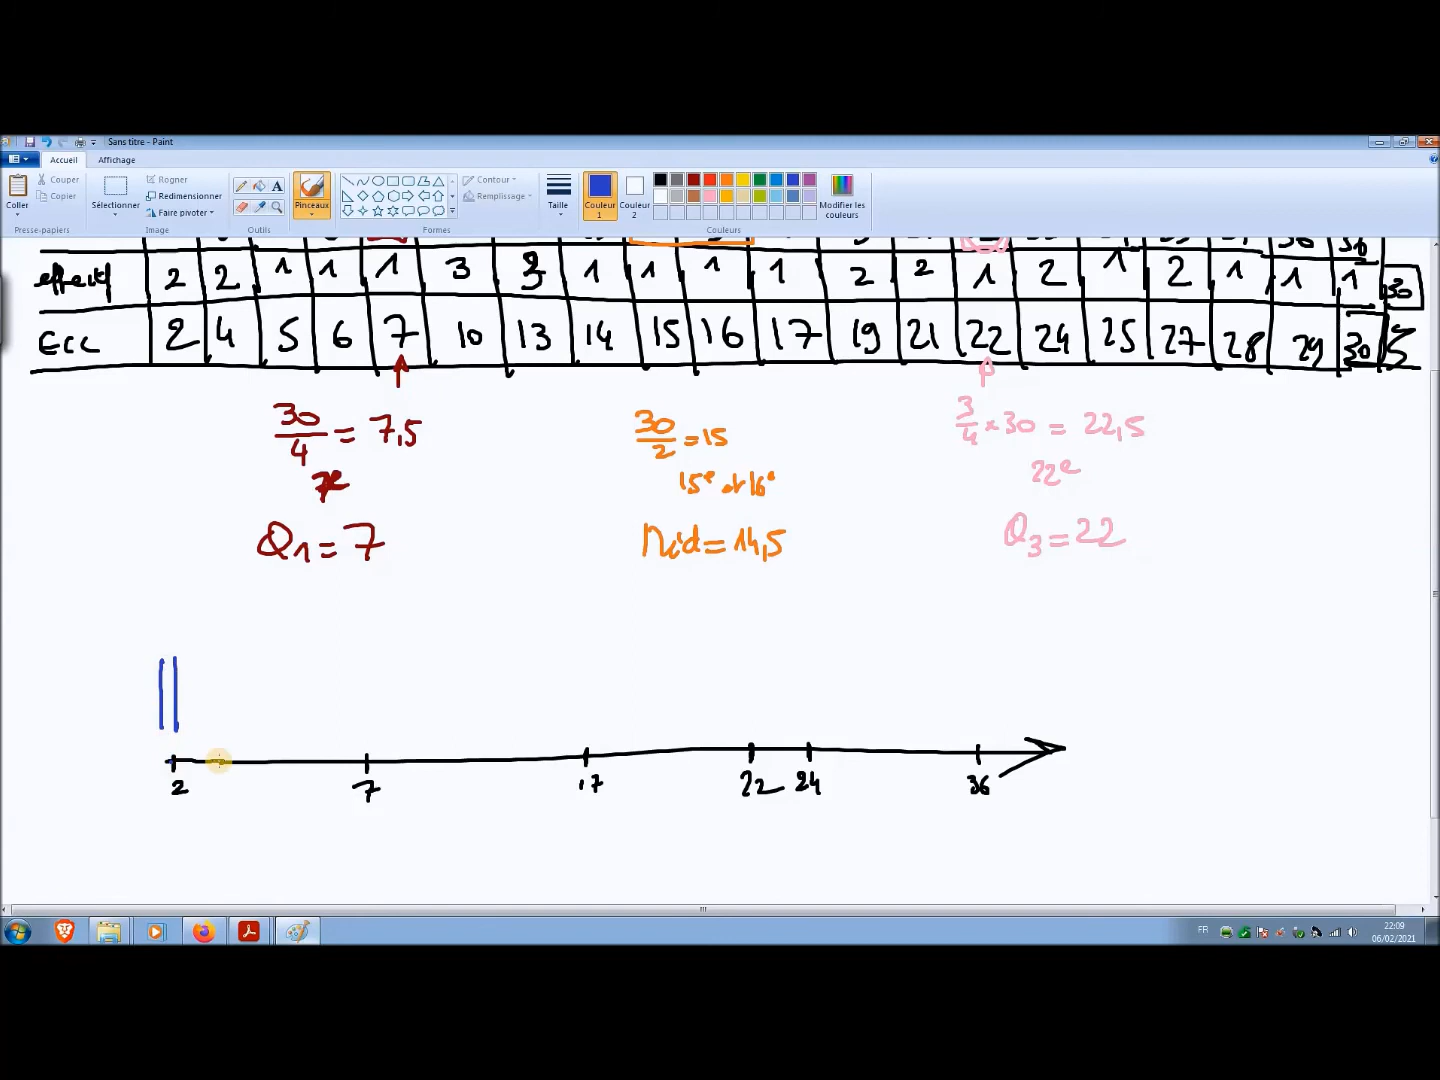 Sans titre - Paint
Accueil Affichage
Coller
Couper
Copier
Presse-papiers
Sélectionner
Rogner
Redimensionner
Faire pivoter
Image
A
Outils
Pinceaux
Formes
Contour
Remplissage
Taille
Couleur 1
Couleur 2
Couleurs
Modifier les couleurs
effectif 2 2 1 1 1 3 3 1 1 1 1 2 2 1 2 1 2 1 1 1 30
ECC 2 4 5 6 7 10 13 14 15 16 17 19 21 22 24 25 27 28 29 30
30/4 = 7,5
7e
Q1 = 7
30/2 = 15
15e et 16e
Méd = 14,5
3/4 × 30 = 22,5
22e
Q3 = 22
2 7 17 22 24 36
FR
22:09
06/02/2021